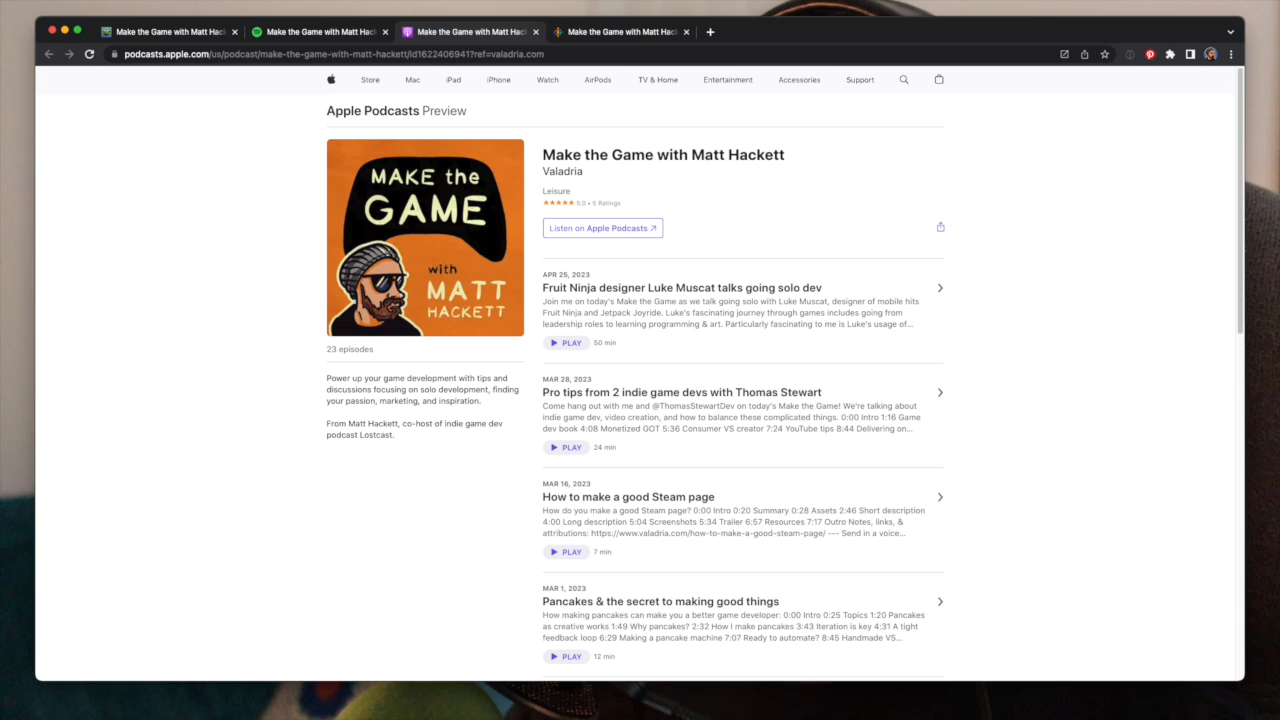 Make the Game with Matt Hac
Make the Game with Matt Hack
Make the Game with Matt Hac
Make the Game with Matt Hac
podcasts.apple.com/us/podcast/make-the-game-with-matt-hackett/id1622406941?ref=valadria.com
Store Mac iPad iPhone Watch AirPods TV & Home Entertainment Accessories Support
Apple Podcasts Preview
MAKE the
GAME
with
MATT
HACKETT
23 episodes
Power up your game development with tips and
discussions focusing on solo development, finding
your passion, marketing, and inspiration.
From Matt Hackett, co-host of indie game dev
podcast Lostcast.
Make the Game with Matt Hackett
Valadria
Leisure
★★★★★ 5.0 • 5 Ratings
Listen on Apple Podcasts ↗
APR 25, 2023
Fruit Ninja designer Luke Muscat talks going solo dev
Join me on today's Make the Game as we talk going solo with Luke Muscat, designer of mobile hits
Fruit Ninja and Jetpack Joyride. Luke's fascinating journey through games includes going from
leadership roles to learning programming & art. Particularly fascinating to me is Luke's usage of…
PLAY 50 min
MAR 28, 2023
Pro tips from 2 indie game devs with Thomas Stewart
Come hang out with me and @ThomasStewartDev on today's Make the Game! We're talking about
indie game dev, video creation, and how to balance these complicated things. 0:00 Intro 1:16 Game
dev book 4:08 Monetized GOT 5:36 Consumer VS creator 7:24 YouTube tips 8:44 Delivering on…
PLAY 24 min
MAR 16, 2023
How to make a good Steam page
How do you make a good Steam page? 0:00 Intro 0:20 Summary 0:28 Assets 2:46 Short description
4:00 Long description 5:04 Screenshots 5:34 Trailer 6:57 Resources 7:17 Outro Notes, links, &
attributions: https://www.valadria.com/how-to-make-a-good-steam-page/ --- Send in a voice…
PLAY 7 min
MAR 1, 2023
Pancakes & the secret to making good things
How making pancakes can make you a better game developer: 0:00 Intro 0:25 Topics 1:20 Pancakes
as creative works 1:49 Why pancakes? 2:32 How I make pancakes 3:43 Iteration is key 4:31 A tight
feedback loop 6:29 Making a pancake machine 7:07 Ready to automate? 8:45 Handmade VS…
PLAY 12 min